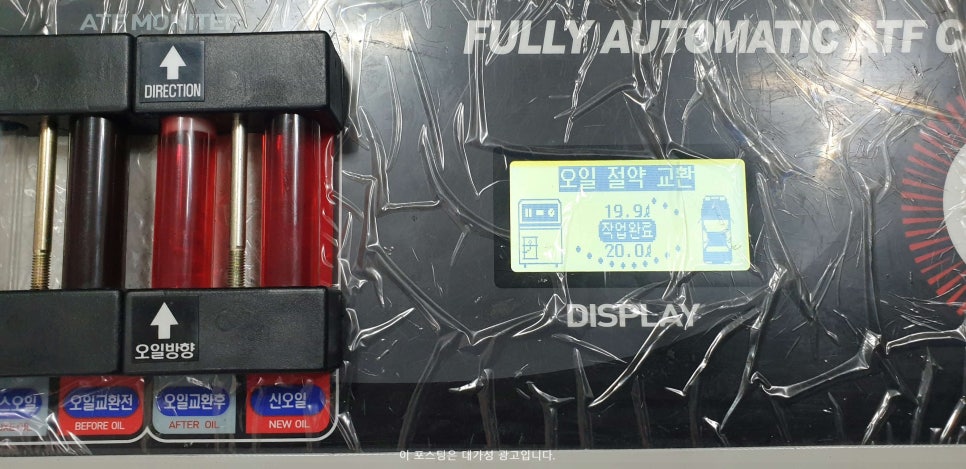 ATF MONITER
FULLY AUTOMATIC ATF C
DIRECTION
오일 절약 교환
19.9ℓ
작업완료
20.0ℓ
DISPLAY
오일방향
스오일
오일교환전
BEFORE OIL
오일교환후
AFTER OIL
신오일
NEW OIL
이 포스팅은 대가성 광고입니다.